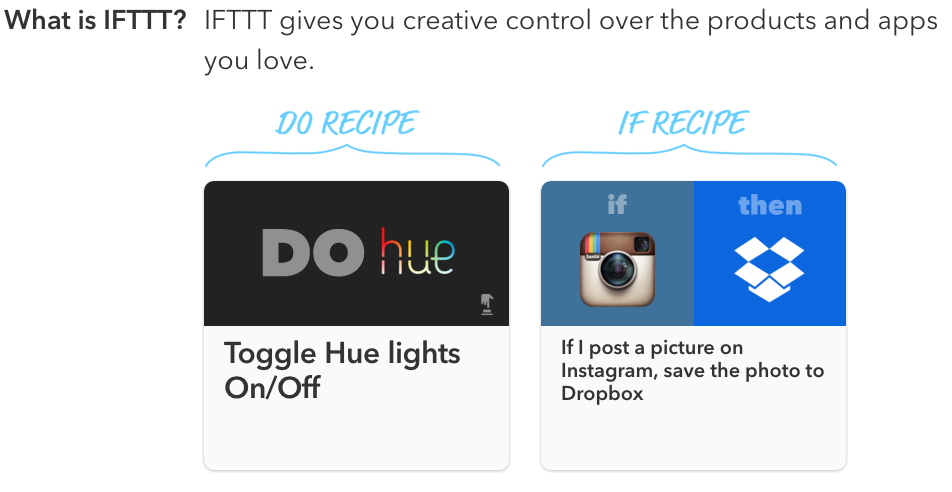 What is IFTTT? IFTTT gives you creative control over the products and apps
you love.
DO RECIPE
IF RECIPE
DO hue
if
then
Insta
Toggle Hue lights
On/Off
If I post a picture on
Instagram, save the photo to
Dropbox